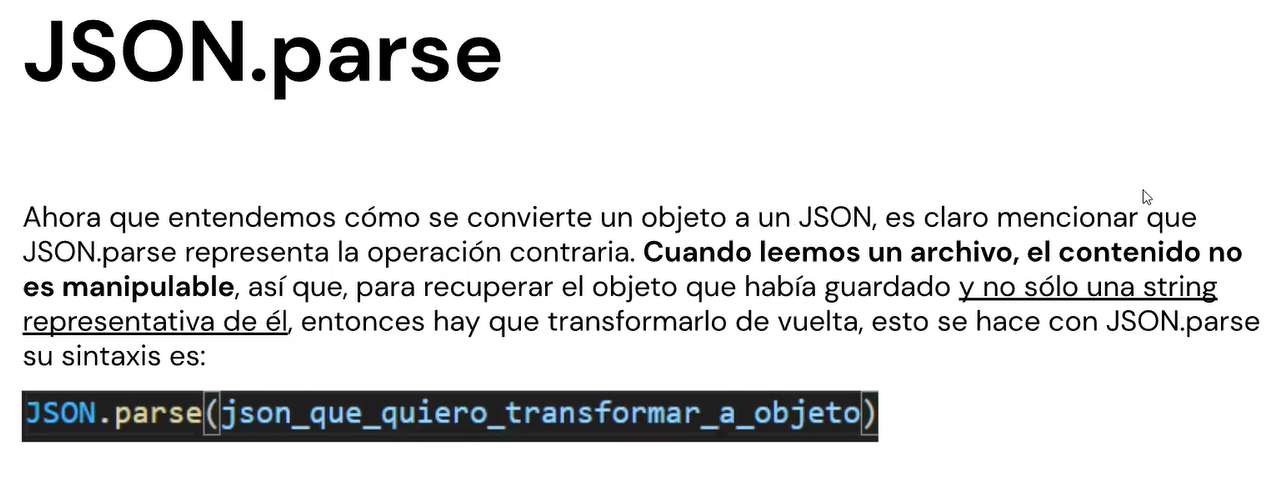 JSON.parse
Ahora que entendemos cómo se convierte un objeto a un JSON, es claro mencionar que
JSON.parse representa la operación contraria. Cuando leemos un archivo, el contenido no
es manipulable, así que, para recuperar el objeto que había guardado y no sólo una string
representativa de él, entonces hay que transformarlo de vuelta, esto se hace con JSON.parse
su sintaxis es:
JSON.parse(json_que_quiero_transformar_a_objeto)